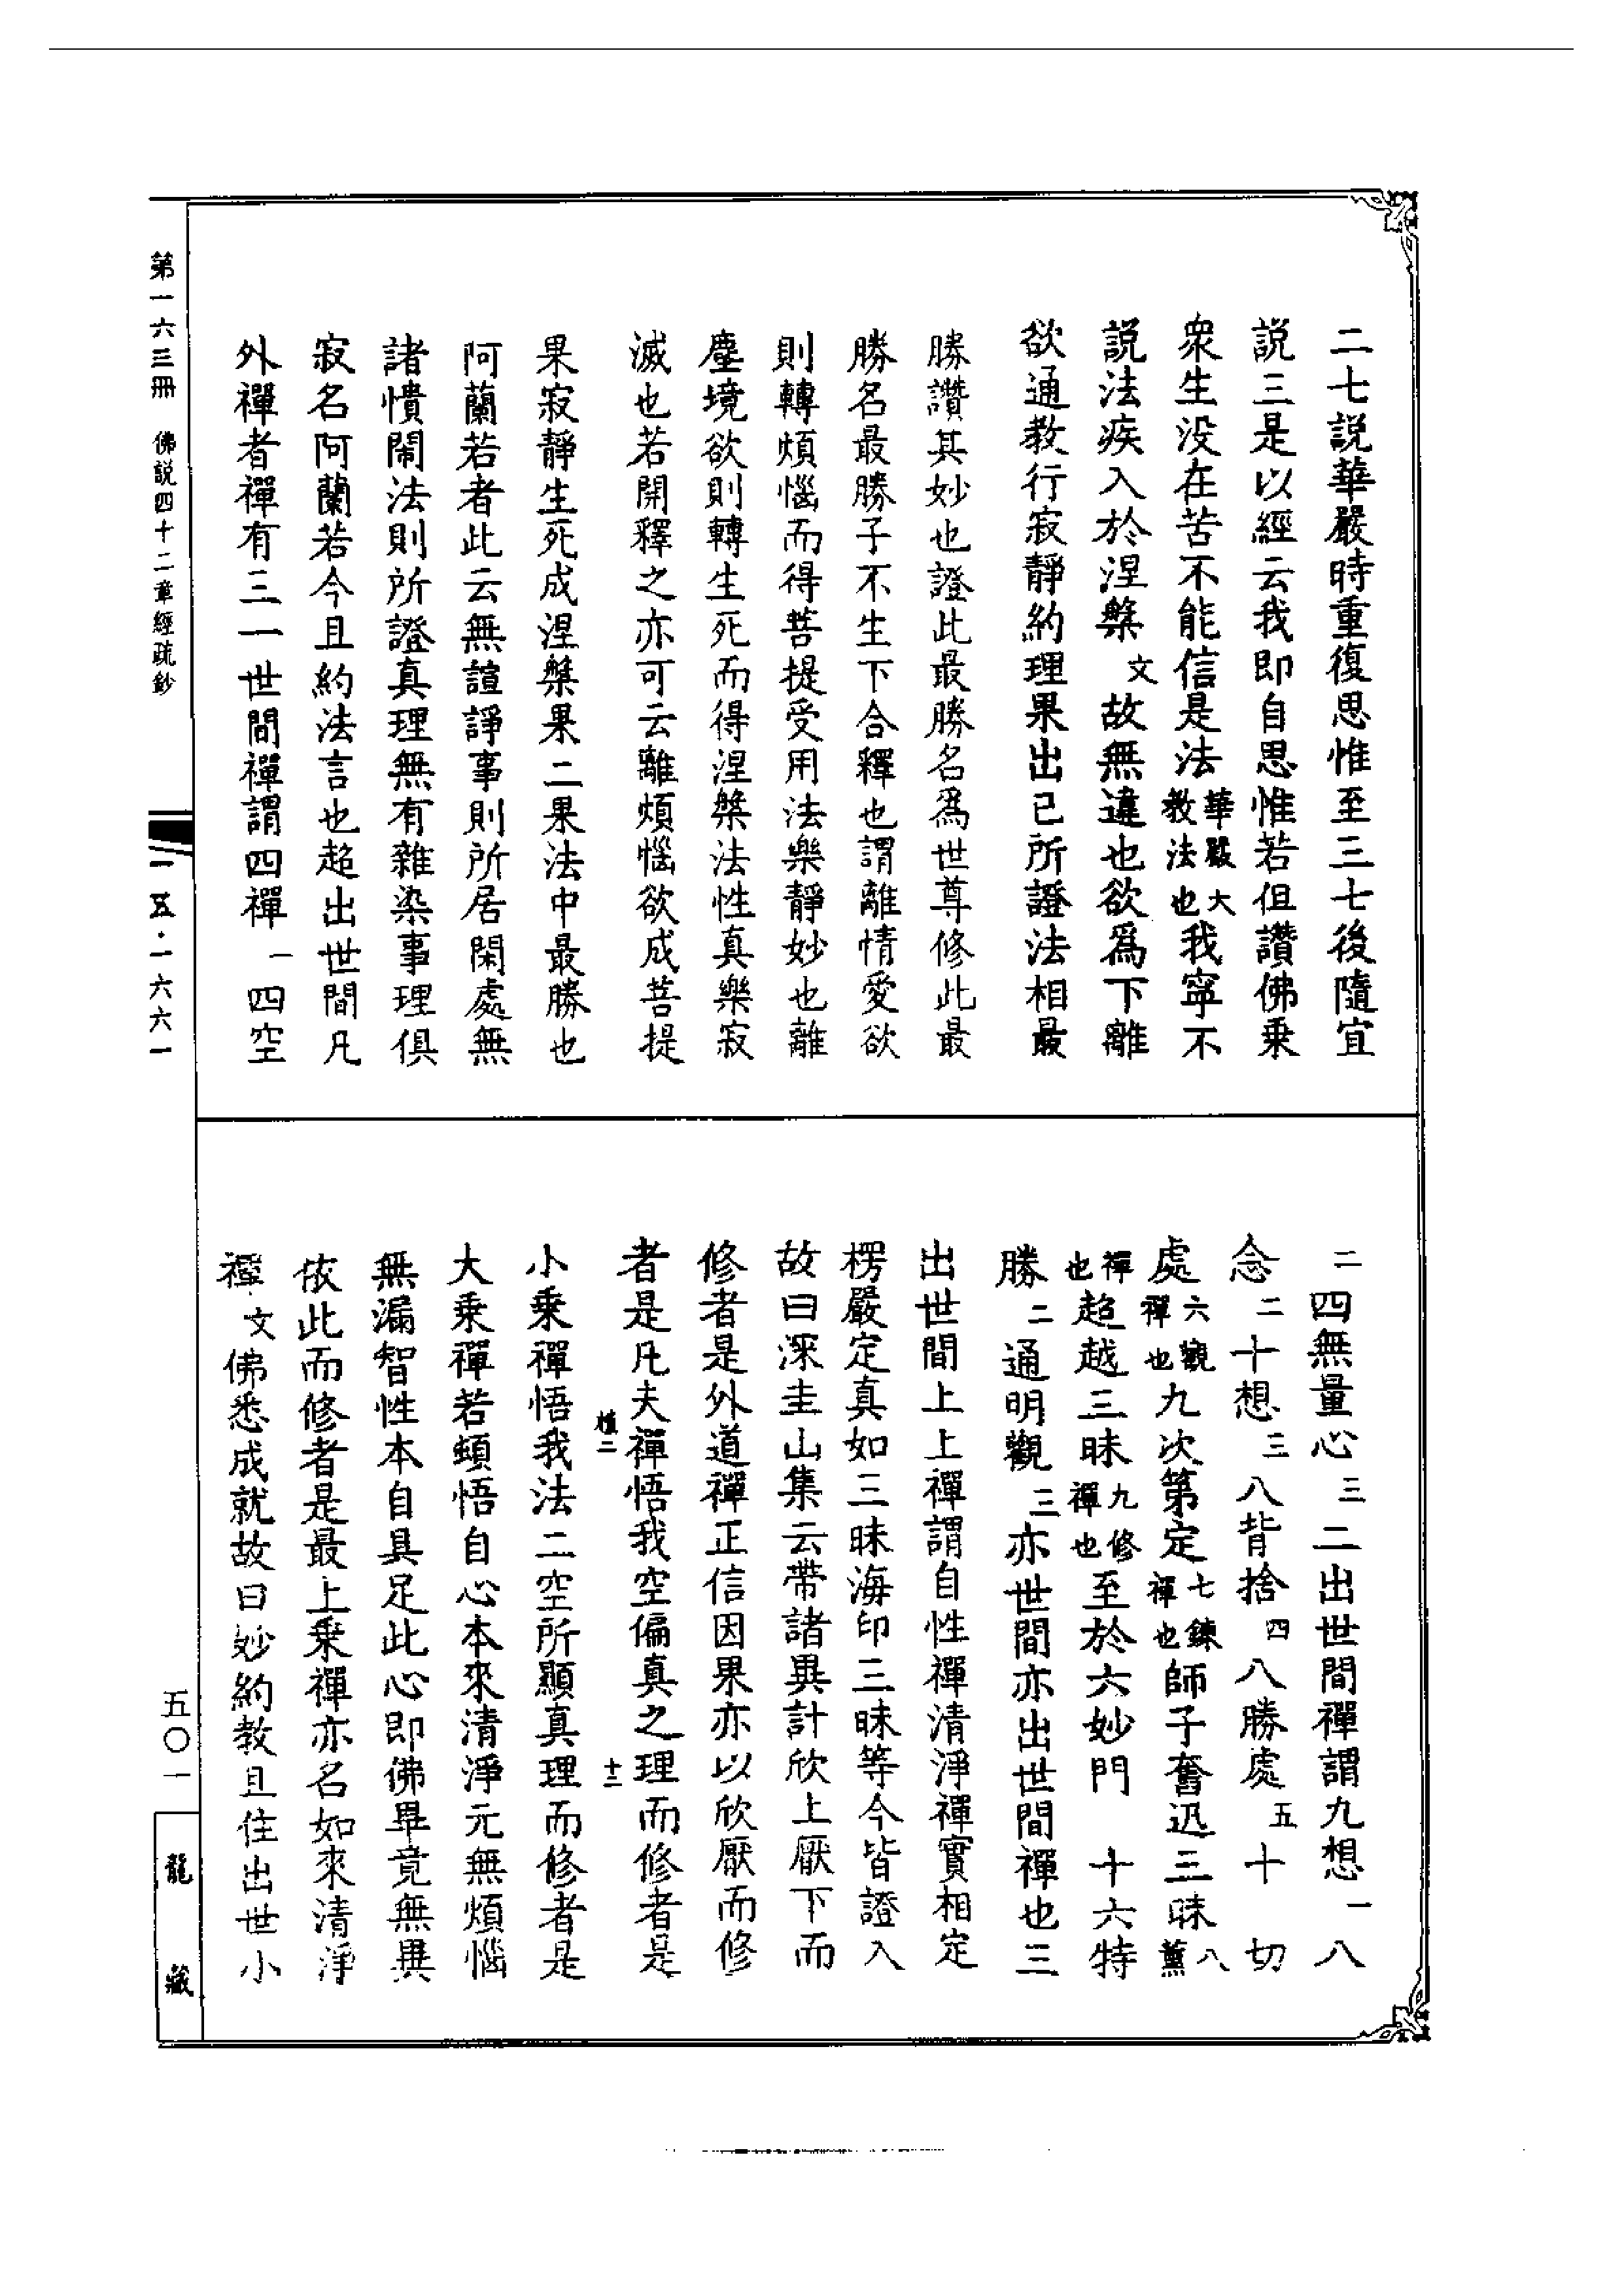 二七説華嚴時重復思惟至三七後隨宜
説三是以經云我即自思惟若但讚佛乘
衆生没在苦不能信是法華嚴大教法也我寧不
説法疾入於涅槃文故無違也欲爲下離
欲通教行寂靜約理果出已所證法相最
勝讚其妙也證此最勝名爲世尊修此最
勝名最勝子不生下合釋也謂離情愛欲
則轉煩惱而得菩提受用法樂靜妙也離
塵境欲則轉生死而得涅槃法性真樂寂
滅也若開釋之亦可云離煩惱欲成菩提
果寂靜生死成涅槃果二果法中最勝也
阿蘭若者此云無諠諍事則所居閑處無
諸憒閙法則所證真理無有雜染事理俱
寂名阿蘭若今且約法言也超出世間凡
外禪者禪有三一世間禪謂四禪一四空
二四無量心三二出世間禪謂九想一八
念二十想三八背捨四八勝處五十一切
處六觀禪也九次第定七鍊禪也師子奮迅三昧八薰
禪也超越三昧九修禪也至於六妙門十六特
勝二通明觀三亦世間亦出世間禪也三
出世間上上禪謂自性禪清淨禪實相定
楞嚴定真如三昧海印三昧等今皆證入
故曰深圭山集云帶諸異計欣上厭下而
修者是外道禪正信因果亦以欣厭而修
者是凡夫禪悟我空偏真之理而修者是
植二
十二
小乘禪悟我法二空所顯真理而修者是
大乘禪若頓悟自心本來清淨元無煩惱
無漏智性本自具足此心即佛畢竟無異
依此而修者是最上乘禪亦名如來清淨
禪文佛悉成就故曰妙約教且住出世小
第一六三册 佛説四十二章經疏鈔
一五·一六六一
五〇一
龍藏